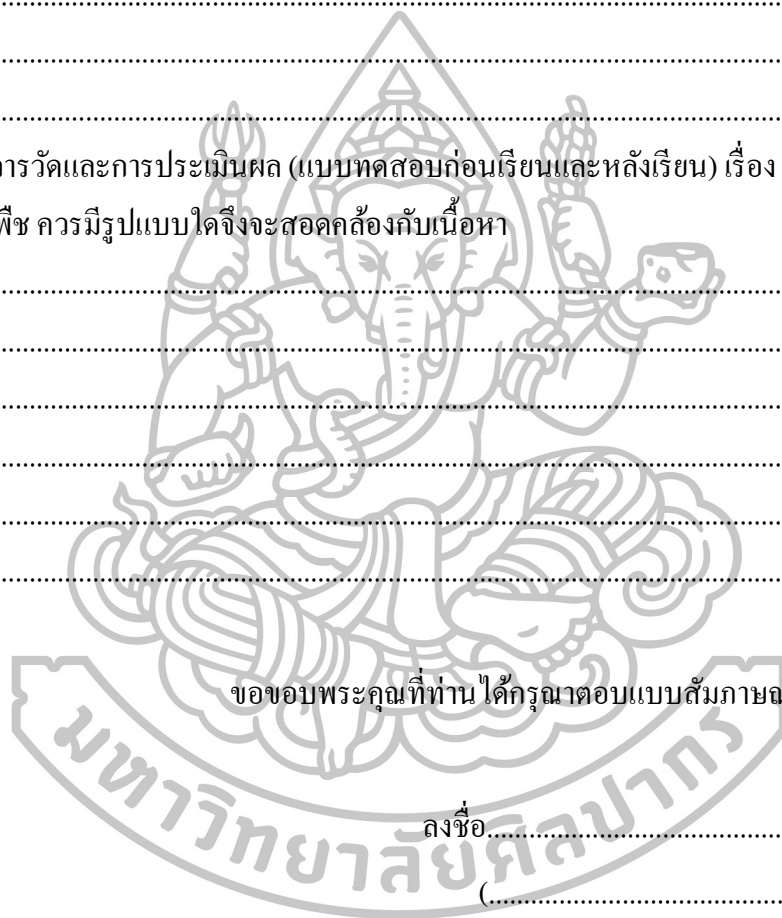 ................................................................................
................................................................................
................................................................................
ารวัดและการประเมินผล (แบบทดสอบก่อนเรียนและหลังเรียน) เรื่อง
พืช ควรมีรูปแบบใดจึงจะสอดคล้องกับเนื้อหา
................................................................................
................................................................................
................................................................................
................................................................................
................................................................................
................................................................................
ขอขอบพระคุณที่ท่านได้กรุณาตอบแบบสัมภาษณ
ลงชื่อ..........................................
(..........................................
มหาวิทยาลัยศิลปากร